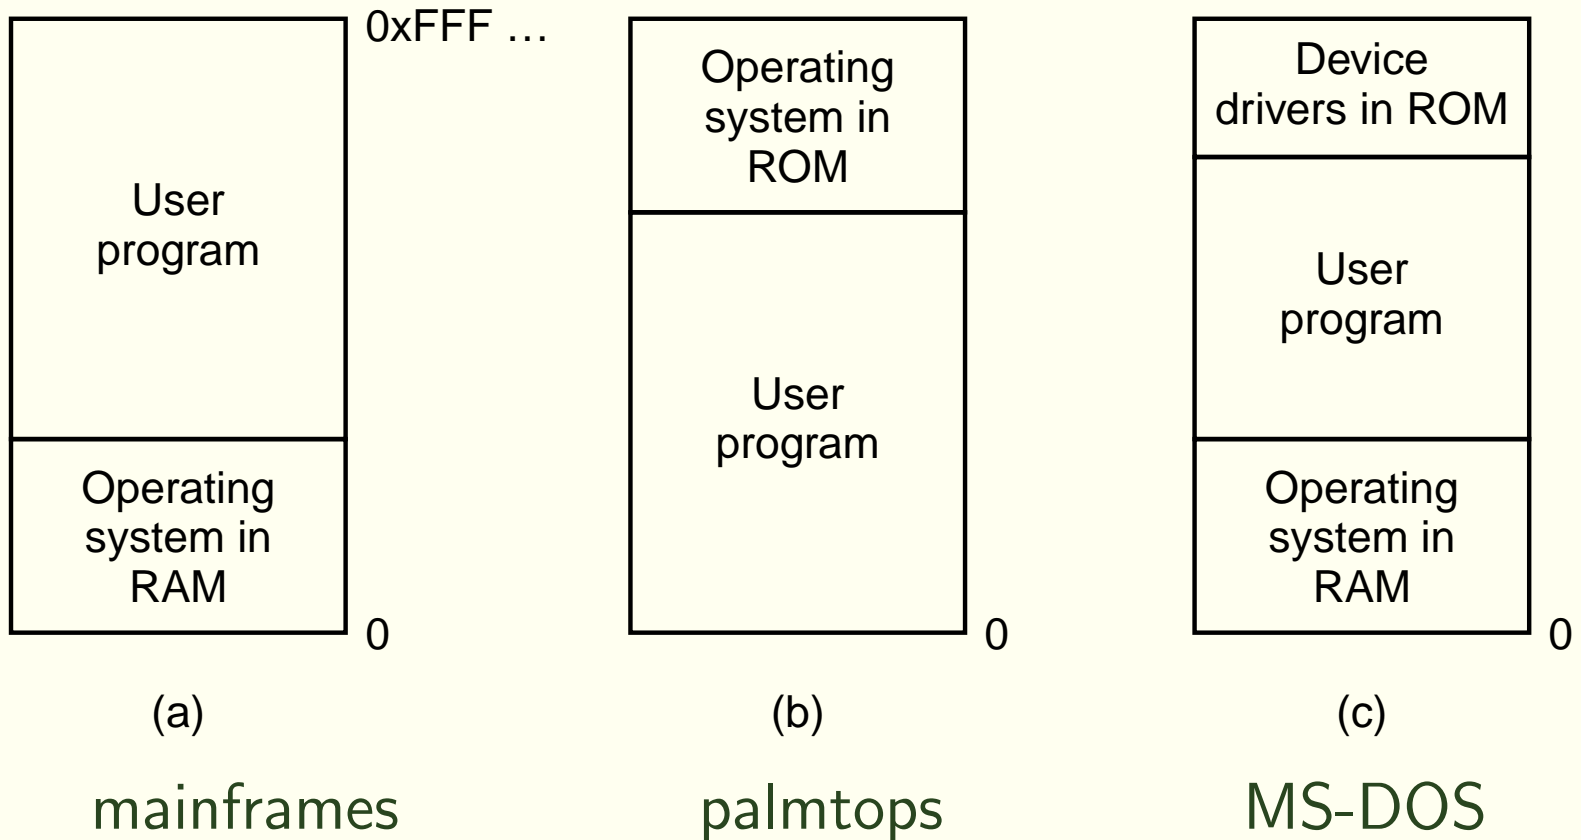 0xFFF …
User
program
Operating
system in
RAM
0
(a)
mainframes
Operating
system in
ROM
User
program
0
(b)
palmtops
Device
drivers in ROM
User
program
Operating
system in
RAM
0
(c)
MS-DOS